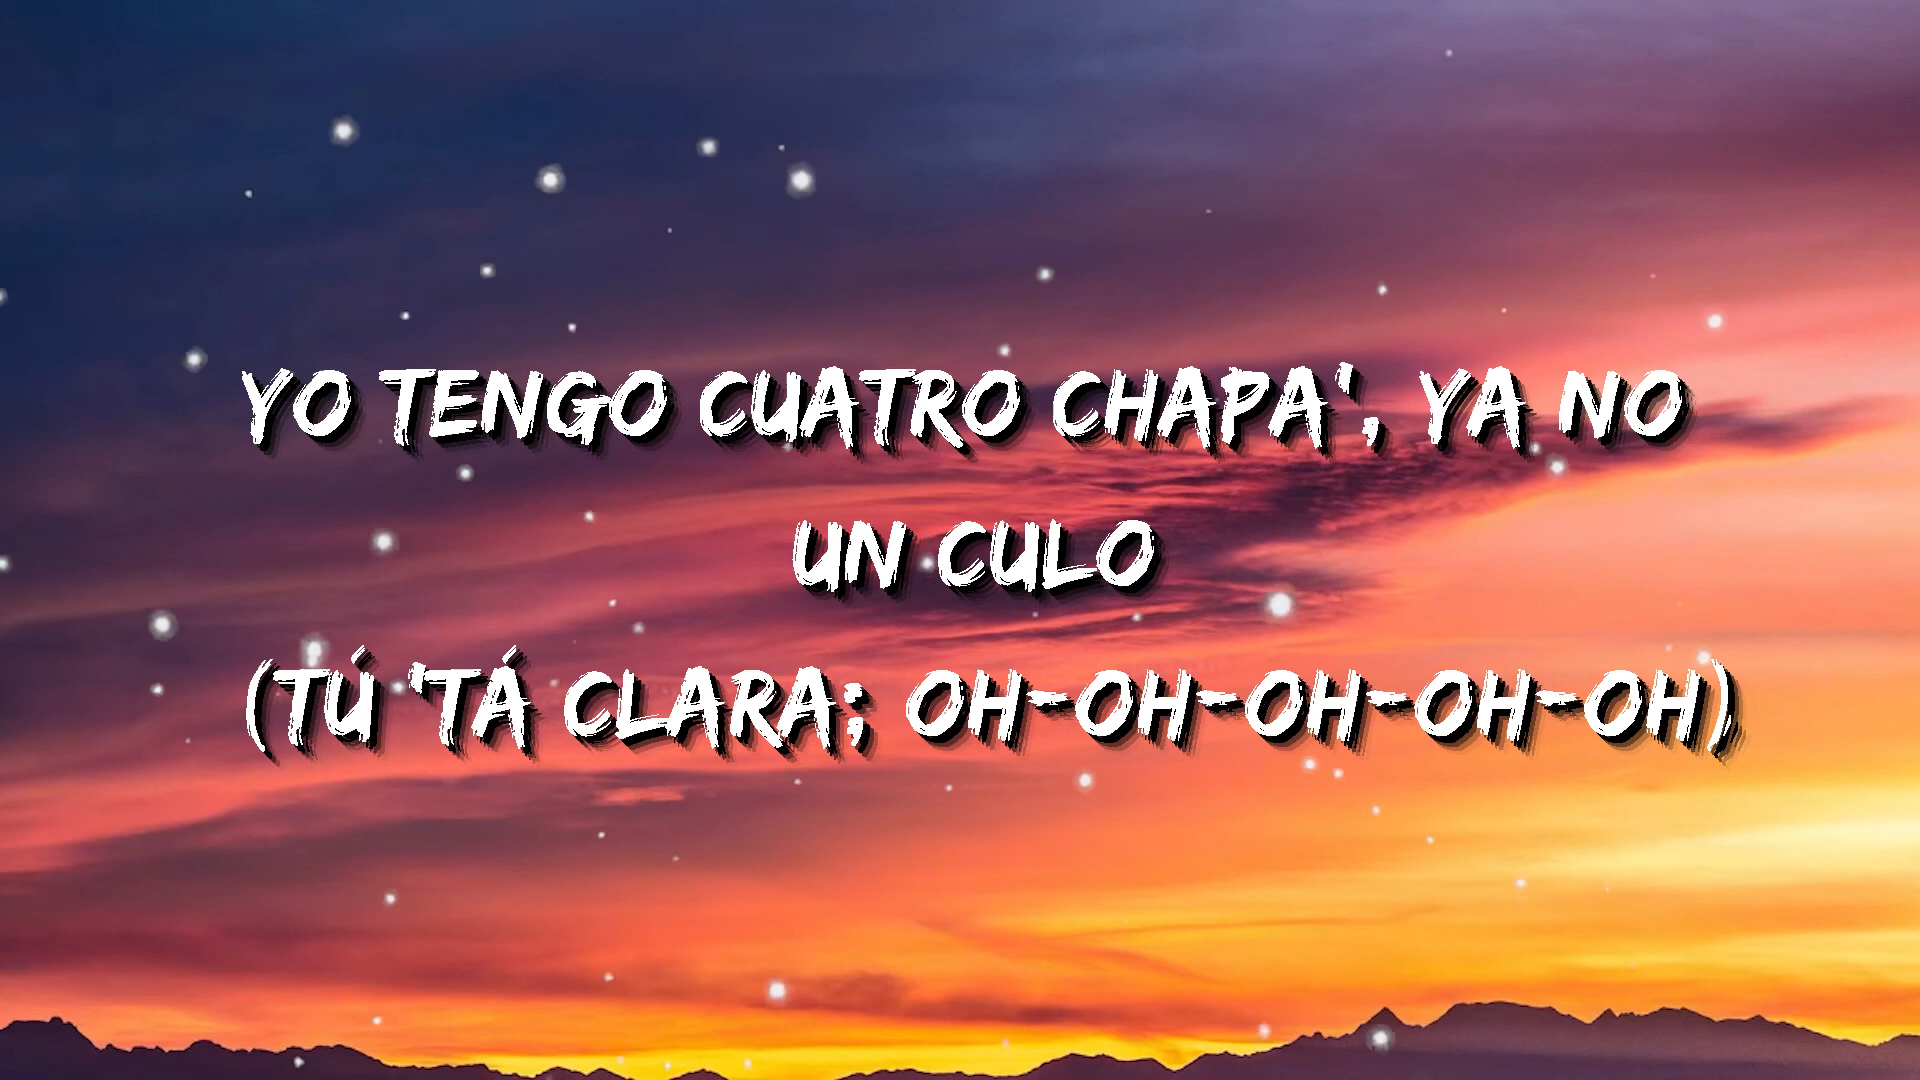 YO TENGO CUATRO CHAPA', YA NO
UN CULO
(TÚ 'TÁ CLARA; OH-OH-OH-OH-OH)